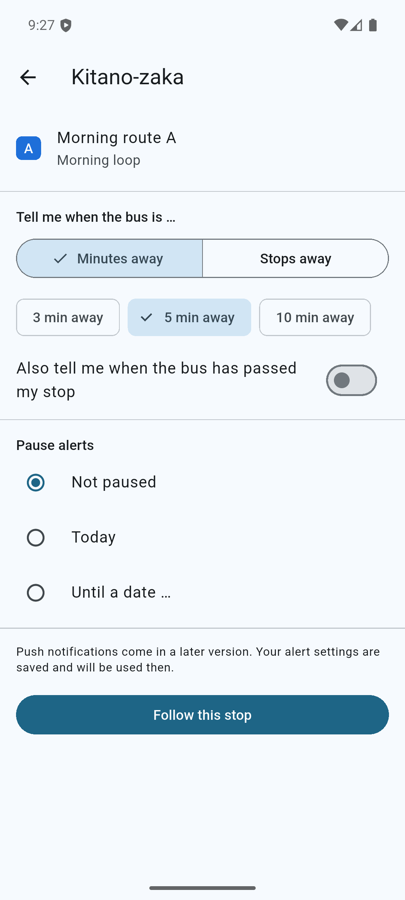 9:27
Kitano-zaka
A
Morning route A
Morning loop
Tell me when the bus is …
Minutes away
Stops away
3 min away
5 min away
10 min away
Also tell me when the bus has passed
my stop
Pause alerts
Not paused
Today
Until a date …
Push notifications come in a later version. Your alert settings are
saved and will be used then.
Follow this stop